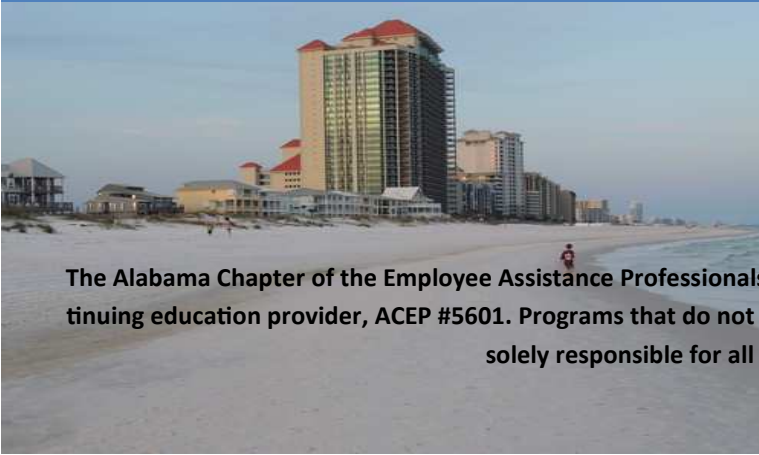 The Alabama Chapter of the Employee Assistance Professionals
tinuing education provider, ACEP #5601. Programs that do not
solely responsible for all